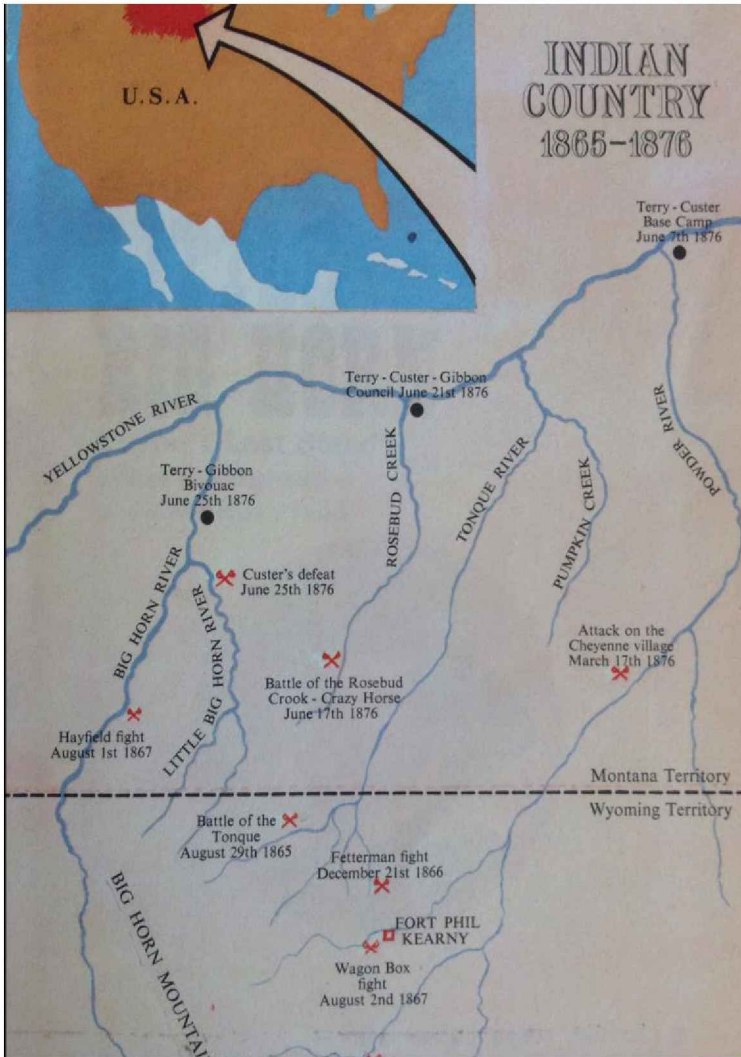 U.S.A.
INDIAN
COUNTRY
1865-1876
Terry - Custer
Base Camp
June 7th 1876
Terry - Custer - Gibbon
Council June 21st 1876
YELLOWSTONE RIVER
POWDER RIVER
Terry - Gibbon
Bivouac
June 25th 1876
ROSEBUD CREEK
TONQUE RIVER
PUMPKIN CREEK
BIG HORN RIVER
Custer's defeat
June 25th 1876
LITTLE BIG HORN RIVER
Attack on the
Cheyenne village
March 17th 1876
Battle of the Rosebud
Crook - Crazy Horse
June 17th 1876
Hayfield fight
August 1st 1867
Montana Territory
Wyoming Territory
Battle of the
Tonque
August 29th 1865
Fetterman fight
December 21st 1866
BIG HORN MOUNTAI
FORT PHIL
KEARNY
Wagon Box
fight
August 2nd 1867